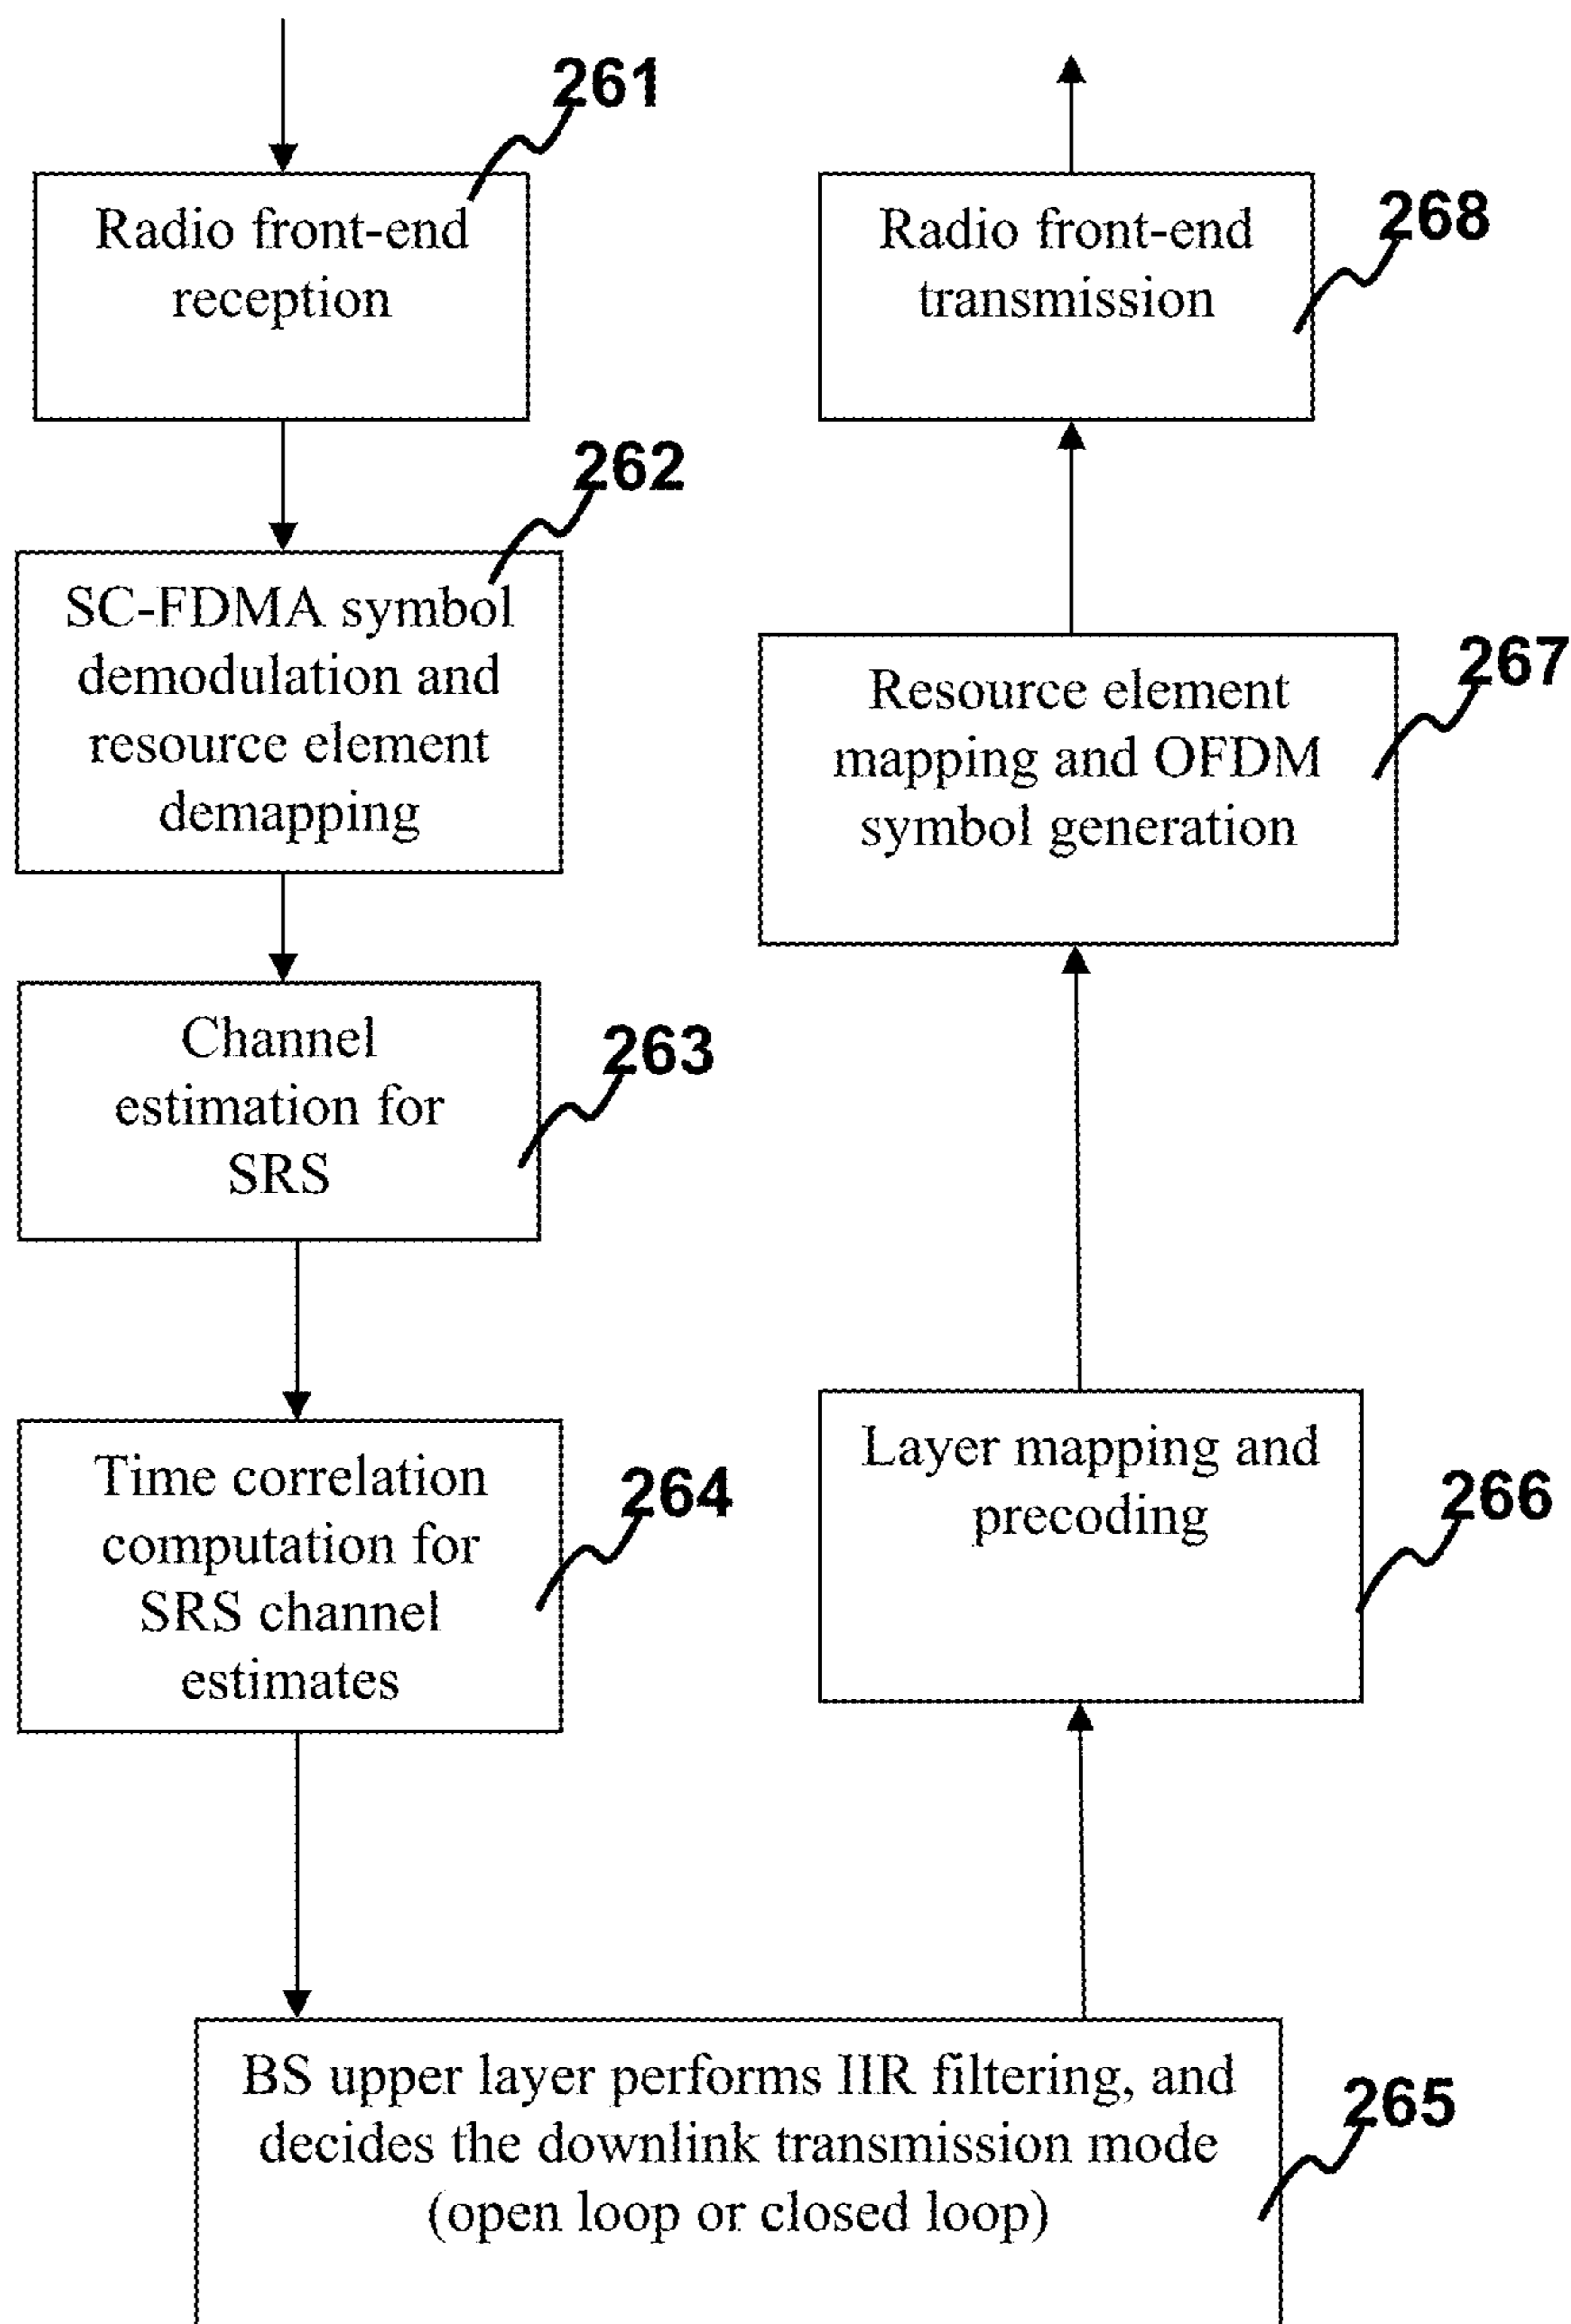 261
Radio front-end
reception
262
SC-FDMA symbol
demodulation and
resource element
demapping
263
Channel
estimation for
SRS
264
Time correlation
computation for
SRS channel
estimates
265
BS upper layer performs IIR filtering, and
decides the downlink transmission mode
(open loop or closed loop)
266
Layer mapping and
precoding
267
Resource element
mapping and OFDM
symbol generation
268
Radio front-end
transmission